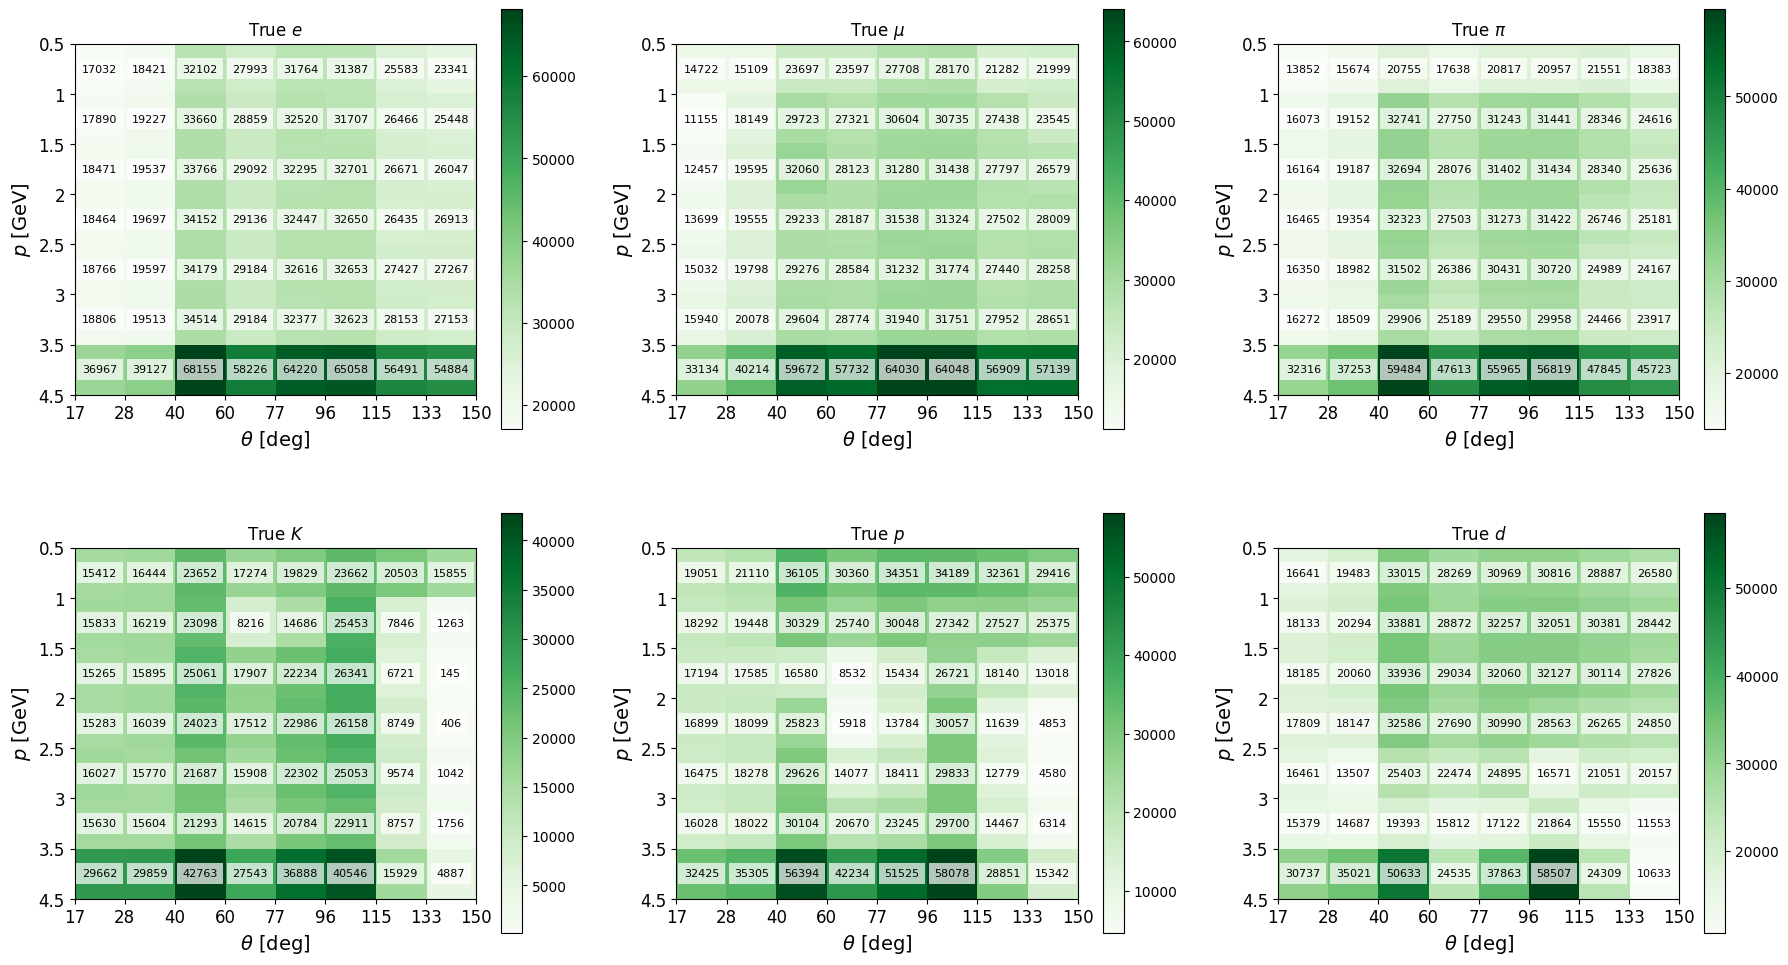 True e
0.5
17032 18421 32102 27993 31764 31387 25583 23341
1
17890 19227 33660 28859 32520 31707 26466 25448
1.5
18471 19537 33766 29092 32295 32701 26671 26047
2
18464 19697 34152 29136 32447 32650 26435 26913
2.5
18766 19597 34179 29184 32616 32653 27427 27267
3
18806 19513 34514 29184 32377 32623 28153 27153
3.5
36967 39127 68155 58226 64220 65058 56491 54884
4.5
17 28 40 60 77 96 115 133 150
p [GeV]
θ [deg]
60000
50000
40000
30000
20000
True μ
0.5
14722 15109 23697 23597 27708 28170 21282 21999
1
11155 18149 29723 27321 30604 30735 27438 23545
1.5
12457 19595 32060 28123 31280 31438 27797 26579
2
13699 19555 29233 28187 31538 31324 27502 28009
2.5
15032 19798 29276 28584 31232 31774 27440 28258
3
15940 20078 29604 28774 31940 31751 27952 28651
3.5
33134 40214 59672 57732 64030 64048 56909 57139
4.5
17 28 40 60 77 96 115 133 150
p [GeV]
θ [deg]
60000
50000
40000
30000
20000
True π
0.5
13852 15674 20755 17638 20817 20957 21551 18383
1
16073 19152 32741 27750 31243 31441 28346 24616
1.5
16164 19187 32694 28076 31402 31434 28340 25636
2
16465 19354 32323 27503 31273 31422 26746 25181
2.5
16350 18982 31502 26386 30431 30720 24989 24167
3
16272 18509 29906 25189 29550 29958 24466 23917
3.5
32316 37253 59484 47613 55965 56819 47845 45723
4.5
17 28 40 60 77 96 115 133 150
p [GeV]
θ [deg]
50000
40000
30000
20000
True K
0.5
15412 16444 23652 17274 19829 23662 20503 15855
1
15833 16219 23098 8216 14686 25453 7846 1263
1.5
15265 15895 25061 17907 22234 26341 6721 145
2
15283 16039 24023 17512 22986 26158 8749 406
2.5
16027 15770 21687 15908 22302 25053 9574 1042
3
15630 15604 21293 14615 20784 22911 8757 1756
3.5
29662 29859 42763 27543 36888 40546 15929 4887
4.5
17 28 40 60 77 96 115 133 150
p [GeV]
θ [deg]
40000
35000
30000
25000
20000
15000
10000
5000
True p
0.5
19051 21110 36105 30360 34351 34189 32361 29416
1
18292 19448 30329 25740 30048 27342 27527 25375
1.5
17194 17585 16580 8532 15434 26721 18140 13018
2
16899 18099 25823 5918 13784 30057 11639 4853
2.5
16475 18278 29626 14077 18411 29833 12779 4580
3
16028 18022 30104 20670 23245 29700 14467 6314
3.5
32425 35305 56394 42234 51525 58078 28851 15342
4.5
17 28 40 60 77 96 115 133 150
p [GeV]
θ [deg]
50000
40000
30000
20000
10000
True d
0.5
16641 19483 33015 28269 30969 30816 28887 26580
1
18133 20294 33881 28872 32257 32051 30381 28442
1.5
18185 20060 33936 29034 32060 32127 30114 27826
2
17809 18147 32586 27690 30990 28563 26265 24850
2.5
16461 13507 25403 22474 24895 16571 21051 20157
3
15379 14687 19393 15812 17122 21864 15550 11553
3.5
30737 35021 50633 24535 37863 58507 24309 10633
4.5
17 28 40 60 77 96 115 133 150
p [GeV]
θ [deg]
50000
40000
30000
20000